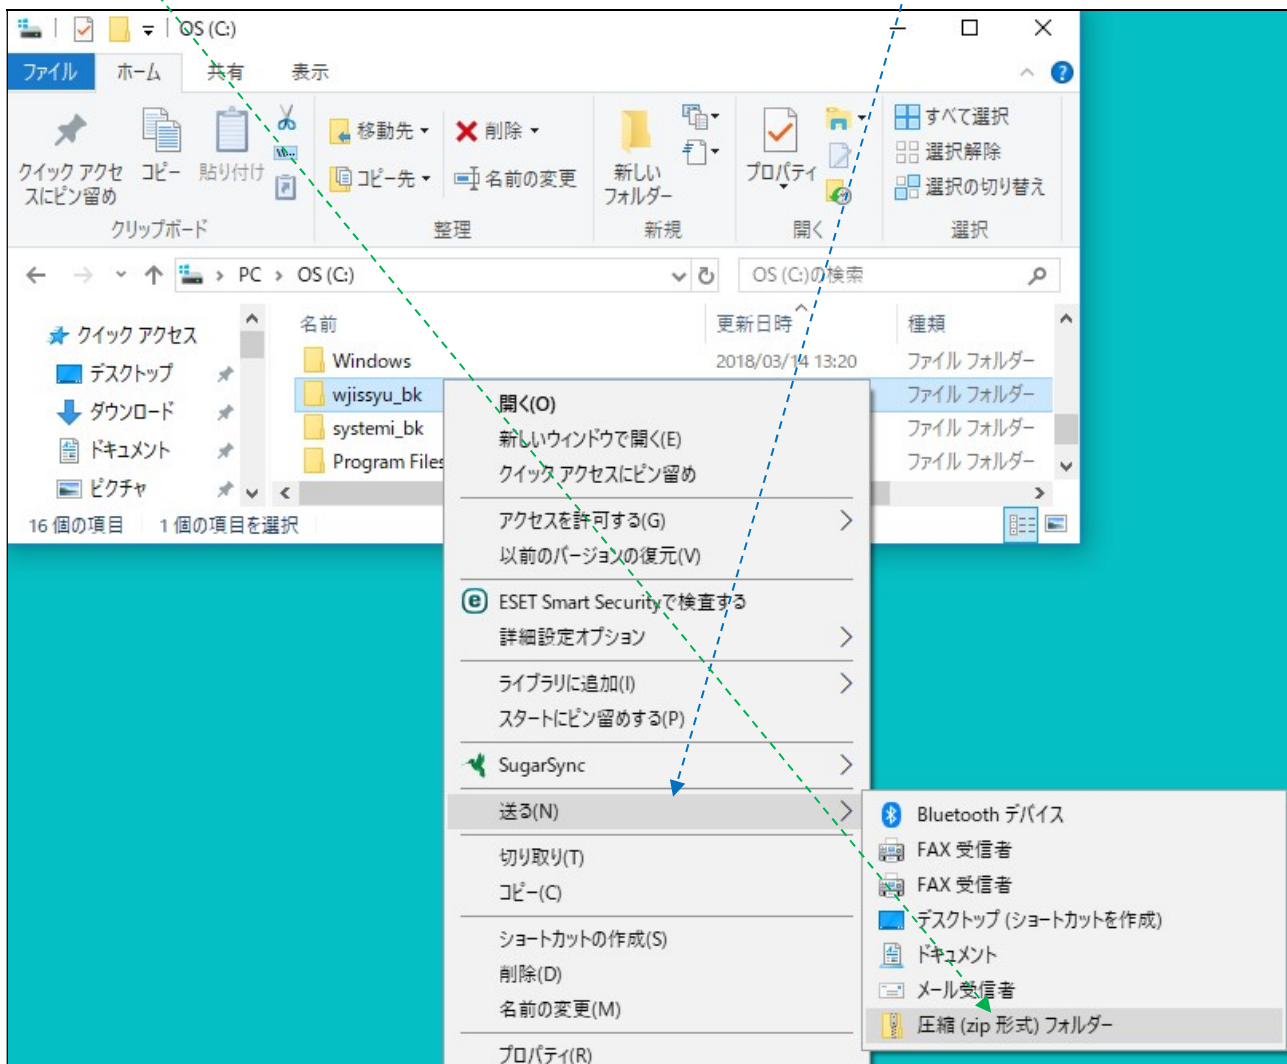 OS (C:)
ファイル ホーム 共有 表示
クイック アクセ
スにピン留め
コピー
貼り付け
移動先
コピー先
削除
名前の変更
新しい
フォルダー
プロパティ
すべて選択
選択解除
選択の切り替え
クリップボード 整理 新規 開く 選択
PC OS (C:) OS (C:)の検索
クイック アクセス
デスクトップ
ダウンロード
ドキュメント
ピクチャ
名前 更新日時 種類
Windows 2018/03/14 13:20 ファイル フォルダー
wjissyu_bk ファイル フォルダー
systemi_bk ファイル フォルダー
Program Files ファイル フォルダー
16 個の項目 1 個の項目を選択
開く(O)
新しいウィンドウで開く(E)
クイック アクセスにピン留め
アクセスを許可する(G)
以前のバージョンの復元(V)
ESET Smart Securityで検査する
詳細設定オプション
ライブラリに追加(I)
スタートにピン留めする(P)
SugarSync
送る(N)
切り取り(T)
コピー(C)
ショートカットの作成(S)
削除(D)
名前の変更(M)
プロパティ(R)
Bluetooth デバイス
FAX 受信者
FAX 受信者
デスクトップ (ショートカットを作成)
ドキュメント
メール受信者
圧縮 (zip 形式) フォルダー